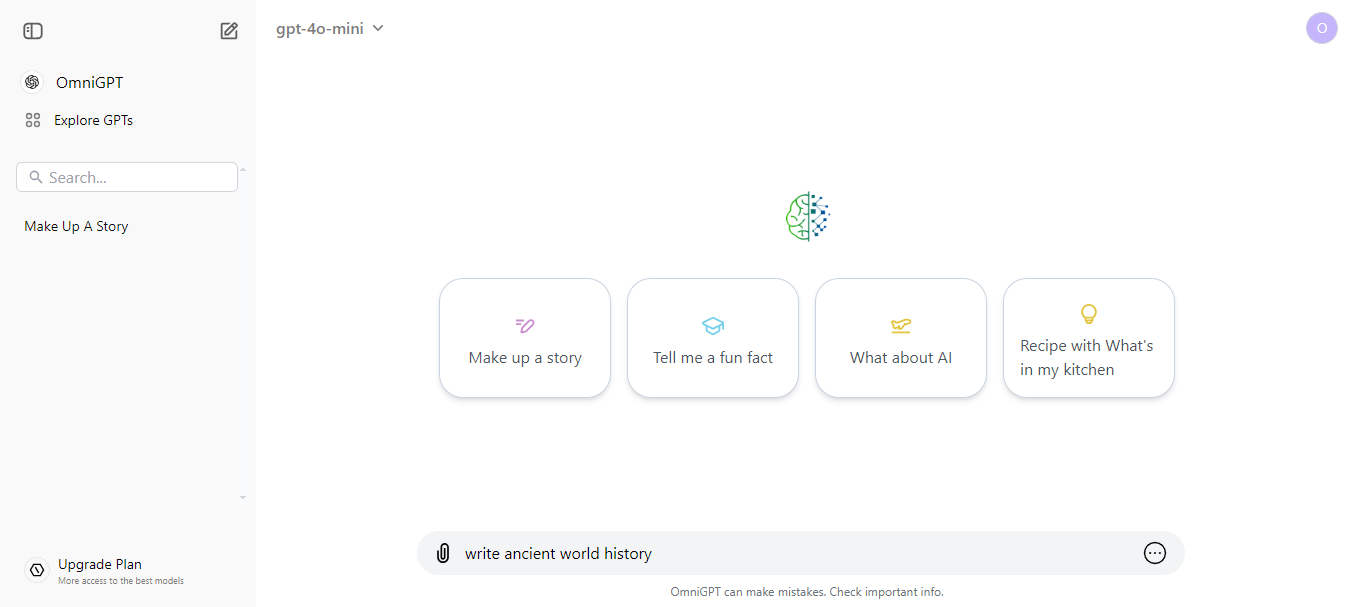 gpt-4o-mini
O
OmniGPT
Explore GPTs
Search...
Make Up A Story
Make up a story
Tell me a fun fact
What about AI
Recipe with What's
in my kitchen
write ancient world history
OmniGPT can make mistakes. Check important info.
Upgrade Plan
More access to the best models